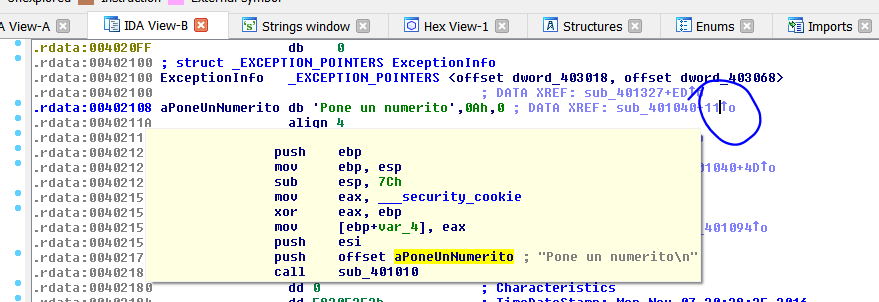 Unexplored Instruction External symbol
A View-A IDA View-B Strings window Hex View-1 Structures Enums Imports
.rdata:004020FF db 0
.rdata:00402100 ; struct _EXCEPTION_POINTERS ExceptionInfo
.rdata:00402100 ExceptionInfo _EXCEPTION_POINTERS <offset dword_403018, offset dword_403068>
.rdata:00402100 ; DATA XREF: sub_401327+ED↑o
.rdata:00402108 aPoneUnNumerito db 'Pone un numerito',0Ah,0 ; DATA XREF: sub_401040+11↑o
.rdata:0040211A align 4
.rdata:0040211
.rdata:0040212
.rdata:0040212 01040+4D↑o
.rdata:0040212
.rdata:0040215
.rdata:0040215
.rdata:0040215 401094↑o
.rdata:0040215
.rdata:0040217
.rdata:0040218
push ebp
mov ebp, esp
sub esp, 7Ch
mov eax, ___security_cookie
xor eax, ebp
mov [ebp+var_4], eax
push esi
push offset aPoneUnNumerito ; "Pone un numerito\n"
call sub_401010
.rdata:00402180 dd 0 ; Characteristics